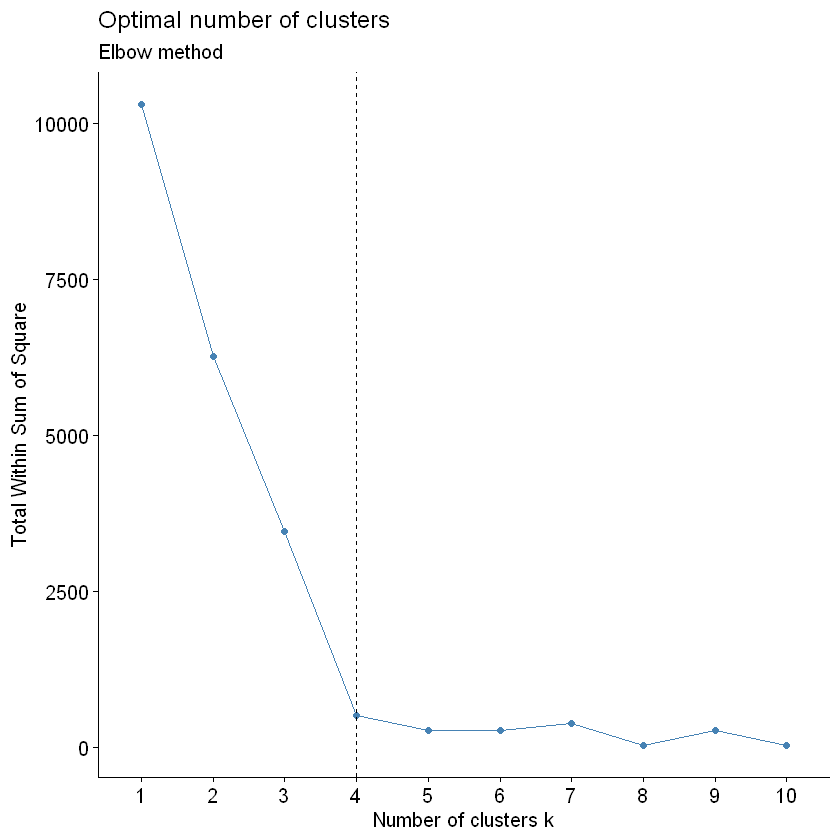 Optimal number of clusters
Elbow method
Total Within Sum of Square
10000
7500
5000
2500
0
1 2 3 4 5 6 7 8 9 10
Number of clusters k